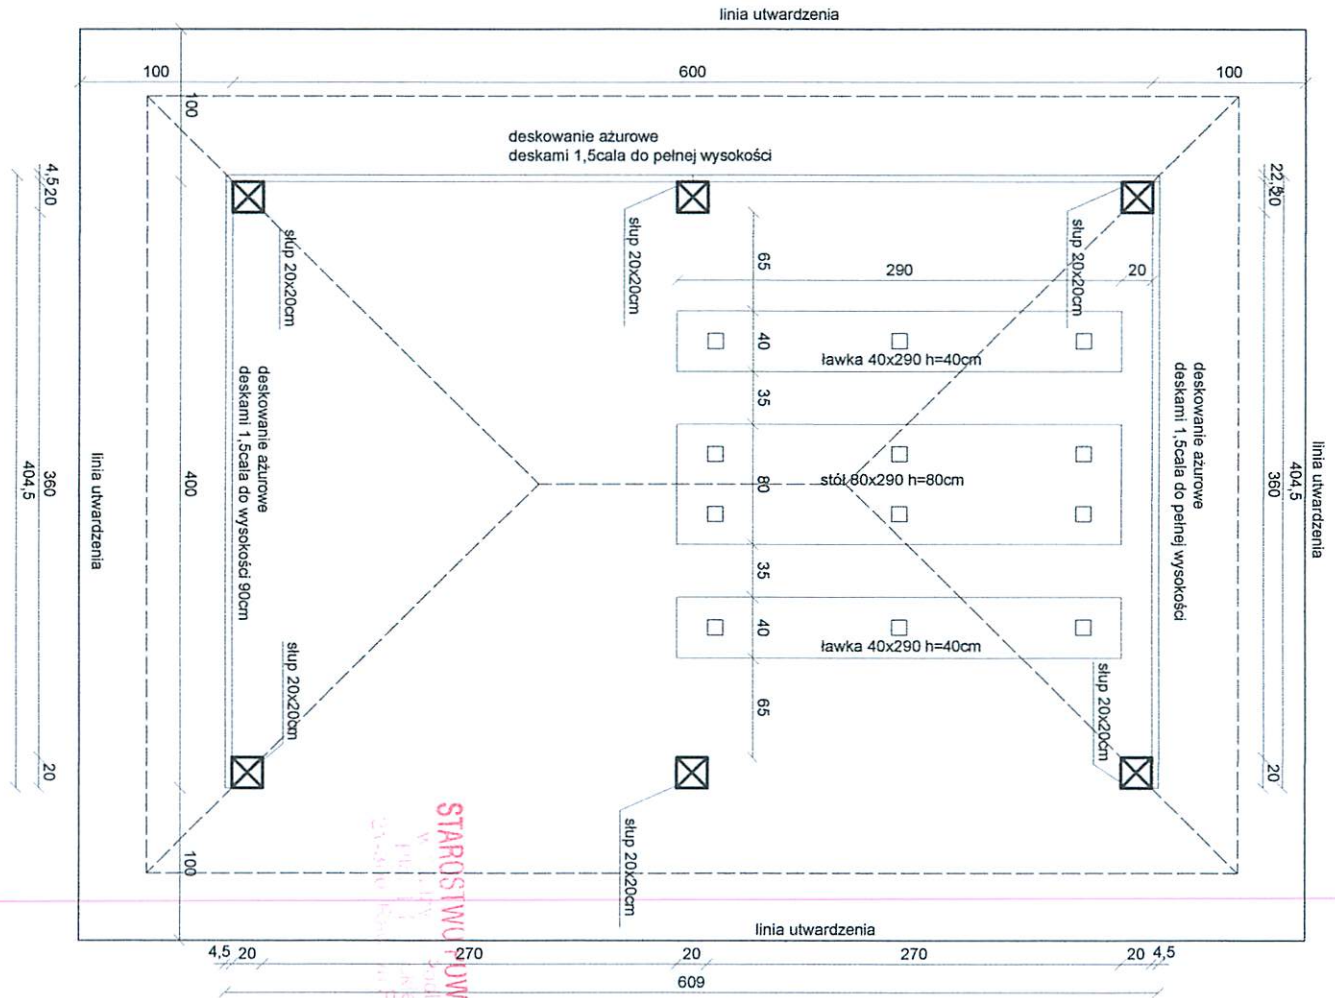 linia utwardzenia
100
600
100
100
deskowanie ażurowe
deskami 1,5cala do pełnej wysokości
4,5
20
360
20
404,5
22,5
20
360
20
404,5
słup 20x20cm
słup 20x20cm
słup 20x20cm
65
290
20
40
ławka 40x290 h=40cm
35
80
stół 80x290 h=80cm
35
40
ławka 40x290 h=40cm
65
deskowanie ażurowe
deskami 1,5cala do wysokości 90cm
deskowanie ażurowe
deskami 1,5cala do pełnej wysokości
linia utwardzenia
linia utwardzenia
400
słup 20x20cm
słup 20x20cm
słup 20x20cm
100
STAROSTWO POW
linia utwardzenia
4,5
20
270
20
270
20
4,5
609